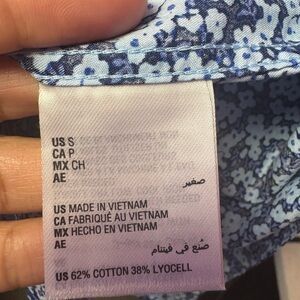 US S
CA P
MX CH
AE صغير
US MADE IN VIETNAM
CA FABRIQUÉ AU VIETNAM
MX HECHO EN VIETNAM
AE صُنع في فيتنام
US 62% COTTON 38% LYOCELL